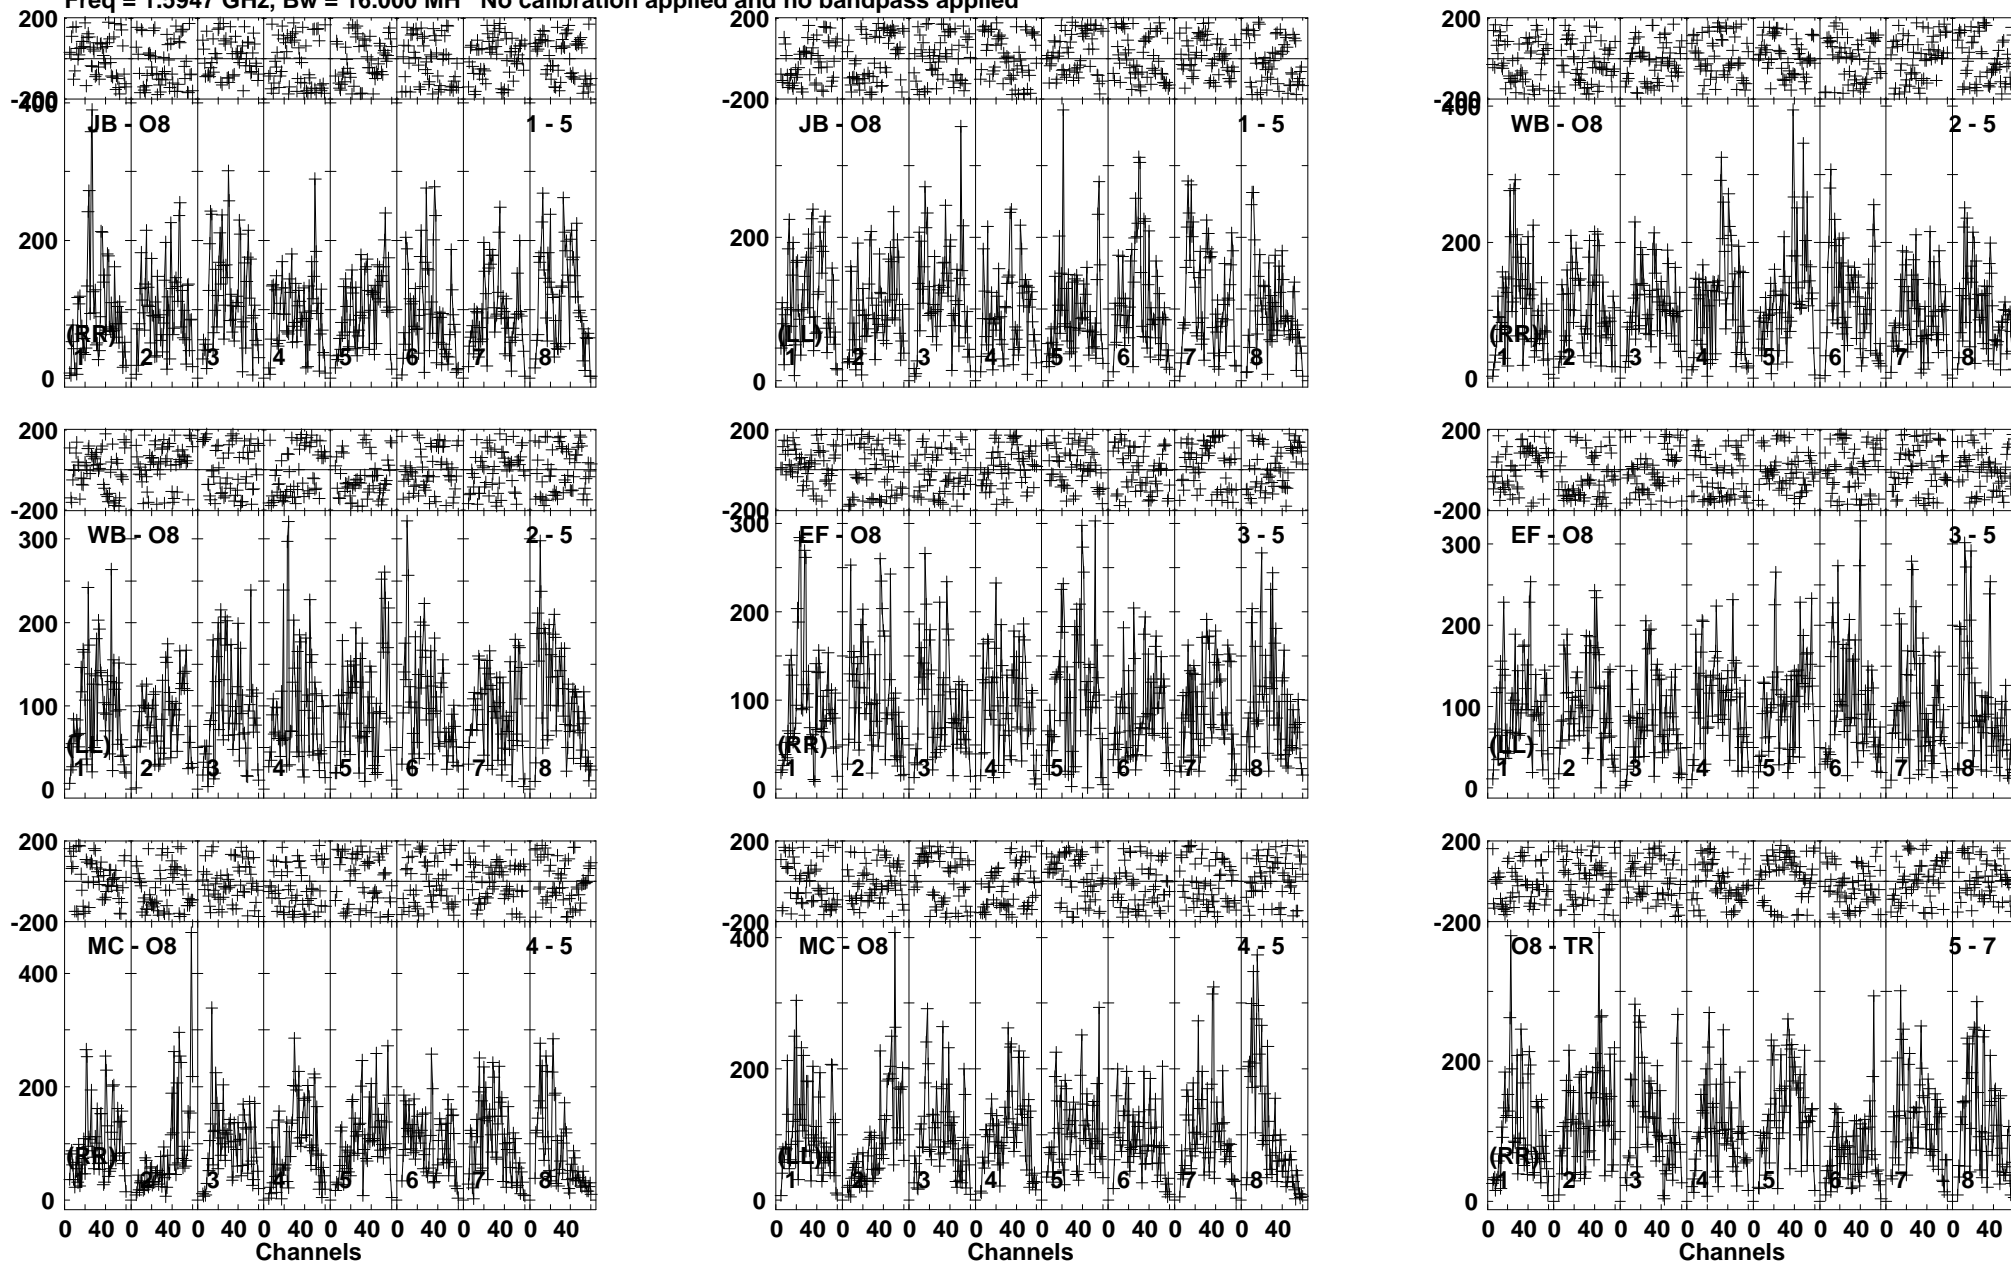 Freq = 1.5947 GHz, Bw = 16.000 MH No calibration applied and no bandpass applied
200 200 200
-200 -200 -200
400 400
JB - O8 1 - 5 JB - O8 1 - 5 WB - O8 2 - 5
200 200 200
(RR) (LL) (RR)
1 2 3 4 5 6 7 8 1 2 3 4 5 6 7 8 1 2 3 4 5 6 7 8
0 0 0
200 200 200
-200 -200 -200
300 300 300
WB - O8 2 - 5 EF - O8 3 - 5 EF - O8 3 - 5
200 200 200
100 100 100
(LL) (RR) (LL)
1 2 3 4 5 6 7 8 1 2 3 4 5 6 7 8 1 2 3 4 5 6 7 8
0 0 0
200 200 200
-200 -200 -200
400 400
MC - O8 4 - 5 MC - O8 4 - 5 O8 - TR 5 - 7
200 200 200
(RR) (LL) (RR)
1 2 3 4 5 6 7 8 1 2 3 4 5 6 7 8 1 2 3 4 5 6 7 8
0 0 0
0 40 0 40 0 40 0 40 0 40 0 40 0 40 0 40 0 40 0 40 0 40 0 40 0 40 0 40 0 40 0 40 0 40 0 40 0 40 0 40 0 40 0 40 0 40 0 40
Channels Channels Channels